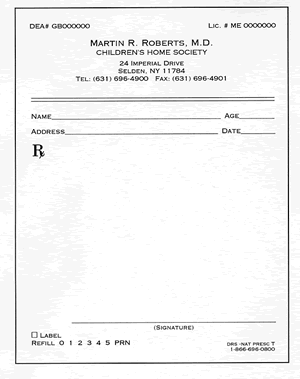 DEA# GB000000 Lic. # ME 0000000
Martin R. Roberts, M.D.
CHILDREN'S HOME SOCIETY
24 Imperial Drive
Selden, NY 11784
Tel: (631) 696-4900 Fax: (631) 696-4901
Name Age
Address Date
Rx
(Signature)
☐ Label
Refill 0 1 2 3 4 5 PRN
DRS -NAT PRESC T
1-866-696-0800